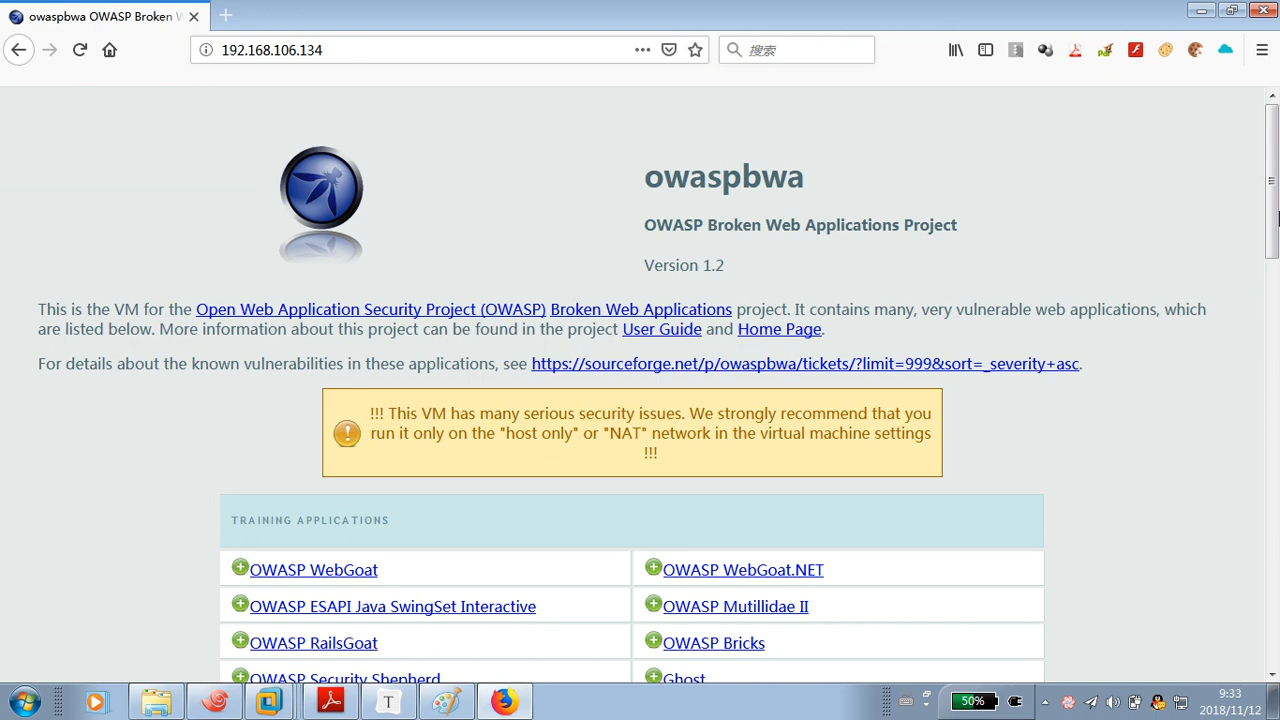 owaspbwa OWASP Broken W
192.168.106.134
搜索
owaspbwa
OWASP Broken Web Applications Project
Version 1.2
This is the VM for the Open Web Application Security Project (OWASP) Broken Web Applications project. It contains many, very vulnerable web applications, which
are listed below. More information about this project can be found in the project User Guide and Home Page.
For details about the known vulnerabilities in these applications, see https://sourceforge.net/p/owaspbwa/tickets/?limit=999&sort=_severity+asc.
!!! This VM has many serious security issues. We strongly recommend that you
run it only on the "host only" or "NAT" network in the virtual machine settings
!!!
TRAINING APPLICATIONS
OWASP WebGoat
OWASP WebGoat.NET
OWASP ESAPI Java SwingSet Interactive
OWASP Mutillidae II
OWASP RailsGoat
OWASP Bricks
OWASP Security Shepherd
Ghost
T
50%
9:33
2018/11/12